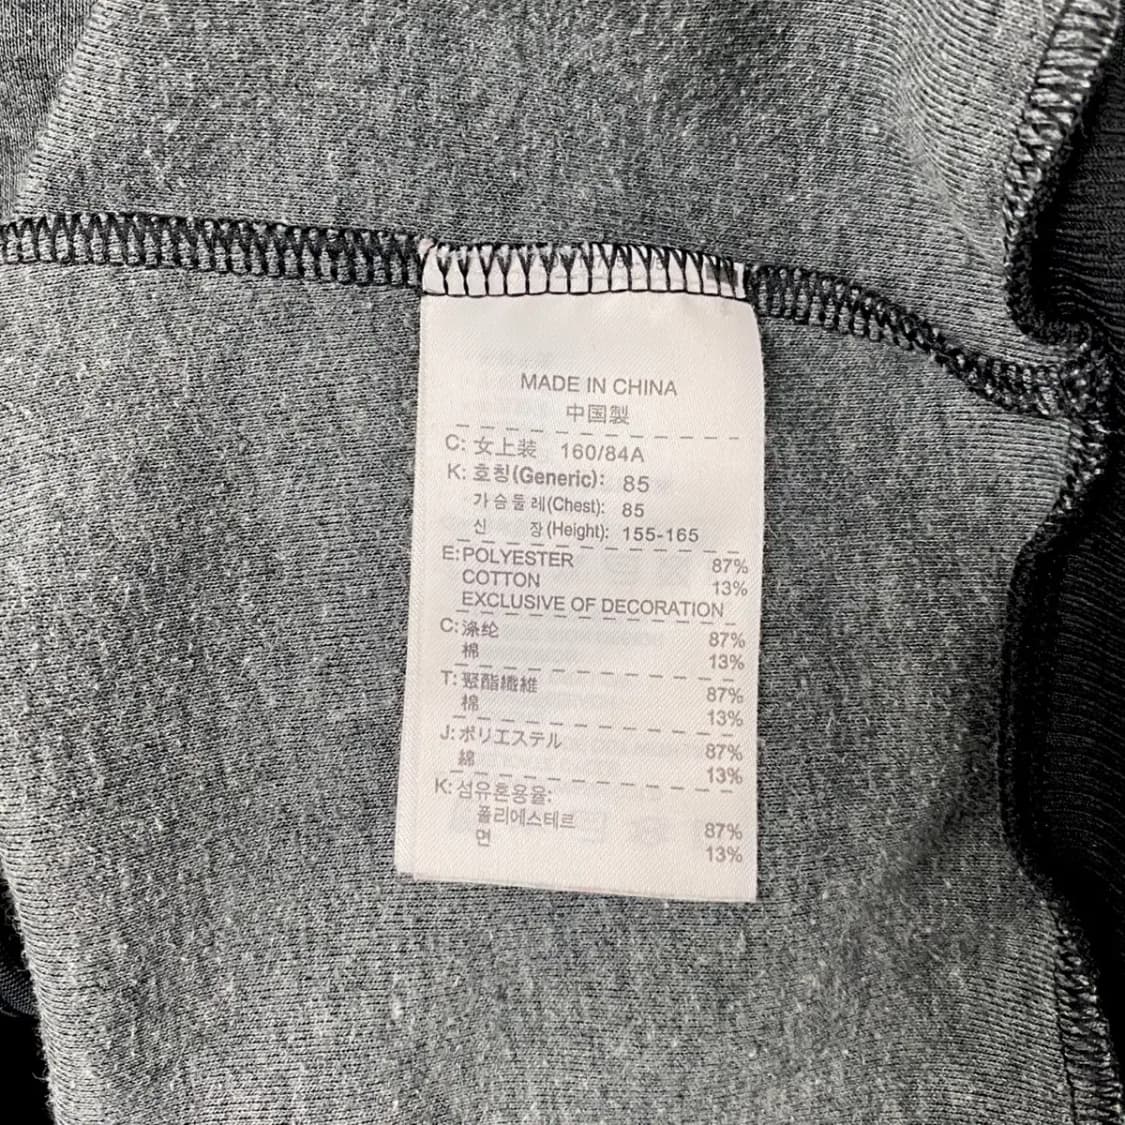 MADE IN CHINA
中国製
C: 女上装 160/84A
K: 호칭(Generic): 85
가슴둘레(Chest): 85
신 장(Height): 155-165
E:POLYESTER 87%
COTTON 13%
EXCLUSIVE OF DECORATION
C:涤纶 87%
棉 13%
T:聚酯纖維 87%
棉 13%
J:ポリエステル 87%
綿 13%
K:섬유혼용율:
폴리에스테르 87%
면 13%